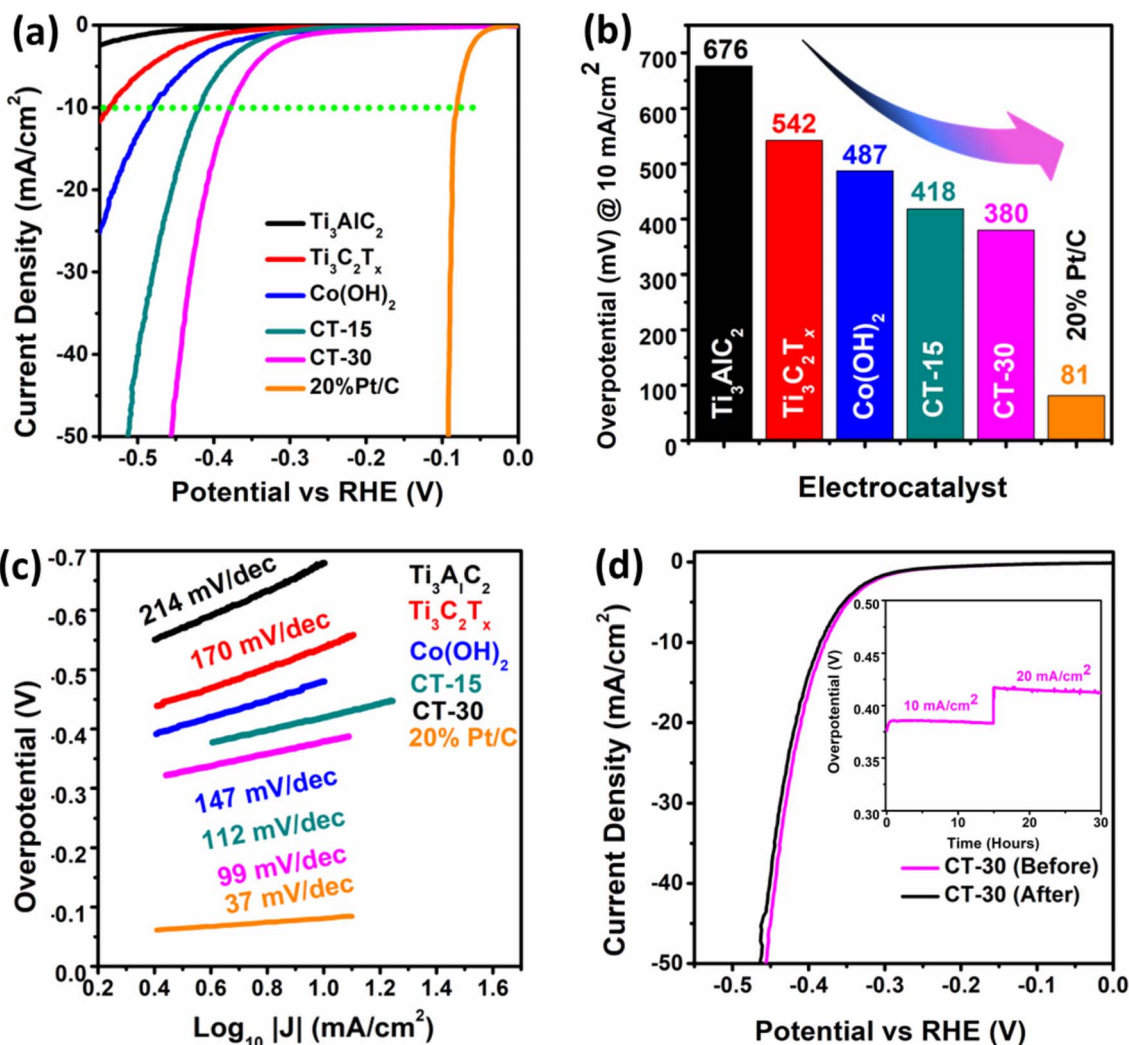 (a)
0
-10
-20
-30
-40
-50
-0.5
-0.4
-0.3
-0.2
-0.1
0.0
Current Density (mA/cm²)
Potential vs RHE (V)
Ti₃AlC₂
Ti₃C₂Tₓ
Co(OH)₂
CT-15
CT-30
20%Pt/C
(b)
700
600
500
400
300
200
100
0
Overpotential (mV) @ 10 mA/cm²
676
542
487
418
380
81
Ti₃AlC₂
Ti₃C₂Tₓ
Co(OH)₂
CT-15
CT-30
20% Pt/C
Electrocatalyst
(c)
-0.7
-0.6
-0.5
-0.4
-0.3
-0.2
-0.1
0.0
0.2
0.4
0.6
0.8
1.0
1.2
1.4
1.6
Overpotential (V)
Log₁₀ |J| (mA/cm²)
214 mV/dec
170 mV/dec
147 mV/dec
112 mV/dec
99 mV/dec
37 mV/dec
Ti₃AₗC₂
Ti₃C₂Tₓ
Co(OH)₂
CT-15
CT-30
20% Pt/C
(d)
0
-10
-20
-30
-40
-50
-0.5
-0.4
-0.3
-0.2
-0.1
0.0
Current Density (mA/cm²)
Potential vs RHE (V)
0.50
0.45
0.40
0.35
0.30
0
10
20
30
Overpotential (V)
Time (Hours)
10 mA/cm²
20 mA/cm²
CT-30 (Before)
CT-30 (After)